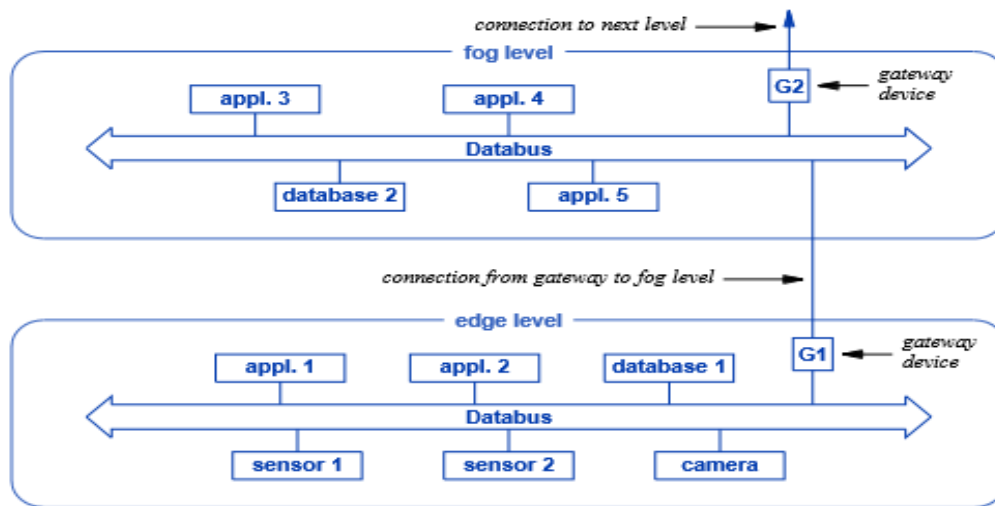 connection to next level
fog level
appl. 3
appl. 4
G2
gateway
device
Databus
database 2
appl. 5
connection from gateway to fog level
edge level
appl. 1
appl. 2
database 1
G1
gateway
device
Databus
sensor 1
sensor 2
camera